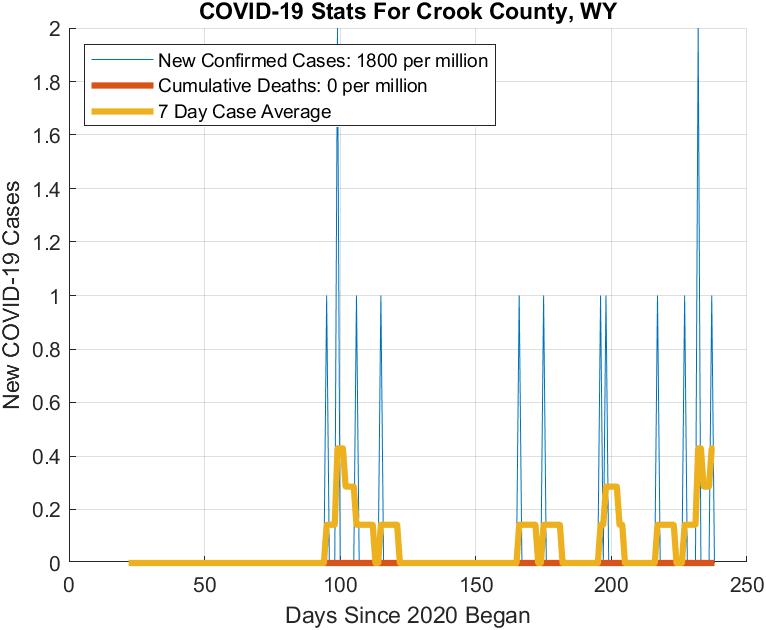 COVID-19 Stats For Crook County, WY
New Confirmed Cases: 1800 per million
Cumulative Deaths: 0 per million
7 Day Case Average
New COVID-19 Cases
2
1.8
1.6
1.4
1.2
1
0.8
0.6
0.4
0.2
0
0 50 100 150 200 250
Days Since 2020 Began